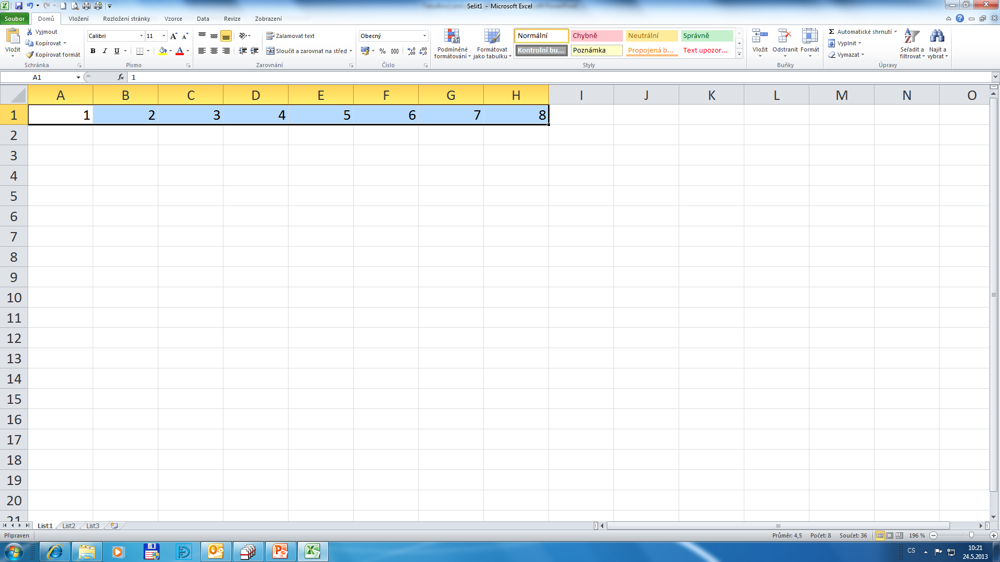 Sešit1 - Microsoft Excel
Soubor Domů Vložení Rozložení stránky Vzorce Data Revize Zobrazení
Vložit
Vyjmout
Kopírovat
Kopírovat formát
Schránka
Calibri 11
B I U
Písmo
Zalamovat text
Sloučit a zarovnat na střed
Zarovnání
Obecný
% 000
Číslo
Podmíněné formátování
Formátovat jako tabulku
Normální Chybně Neutrální Správně
Kontrolní bu... Poznámka Propojená b... Text upozor...
Styly
Vložit Odstranit Formát
Buňky
Σ Automatické shrnutí
Vyplnit
Vymazat
Seřadit a filtrovat
Najít a vybrat
Úpravy
A1 fx 1
A B C D E F G H I J K L M N O
1 1 2 3 4 5 6 7 8
2
3
4
5
6
7
8
9
10
11
12
13
14
15
16
17
18
19
20
21
List1 List2 List3
Připraven Průměr: 4,5 Počet: 8 Součet: 36 196 %
CS 10:21
24.5.2013